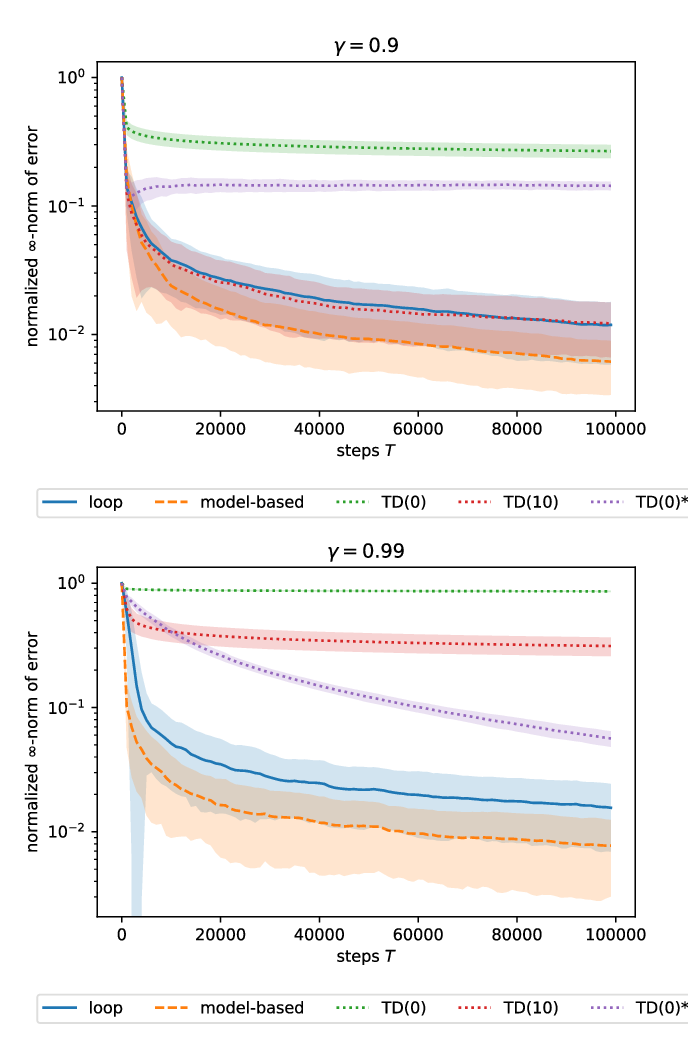 γ = 0.9
normalized ∞-norm of error
10⁰
10⁻¹
10⁻²
0 20000 40000 60000 80000 100000
steps T
loop model-based TD(0) TD(10) TD(0)*
γ = 0.99
normalized ∞-norm of error
10⁰
10⁻¹
10⁻²
0 20000 40000 60000 80000 100000
steps T
loop model-based TD(0) TD(10) TD(0)*